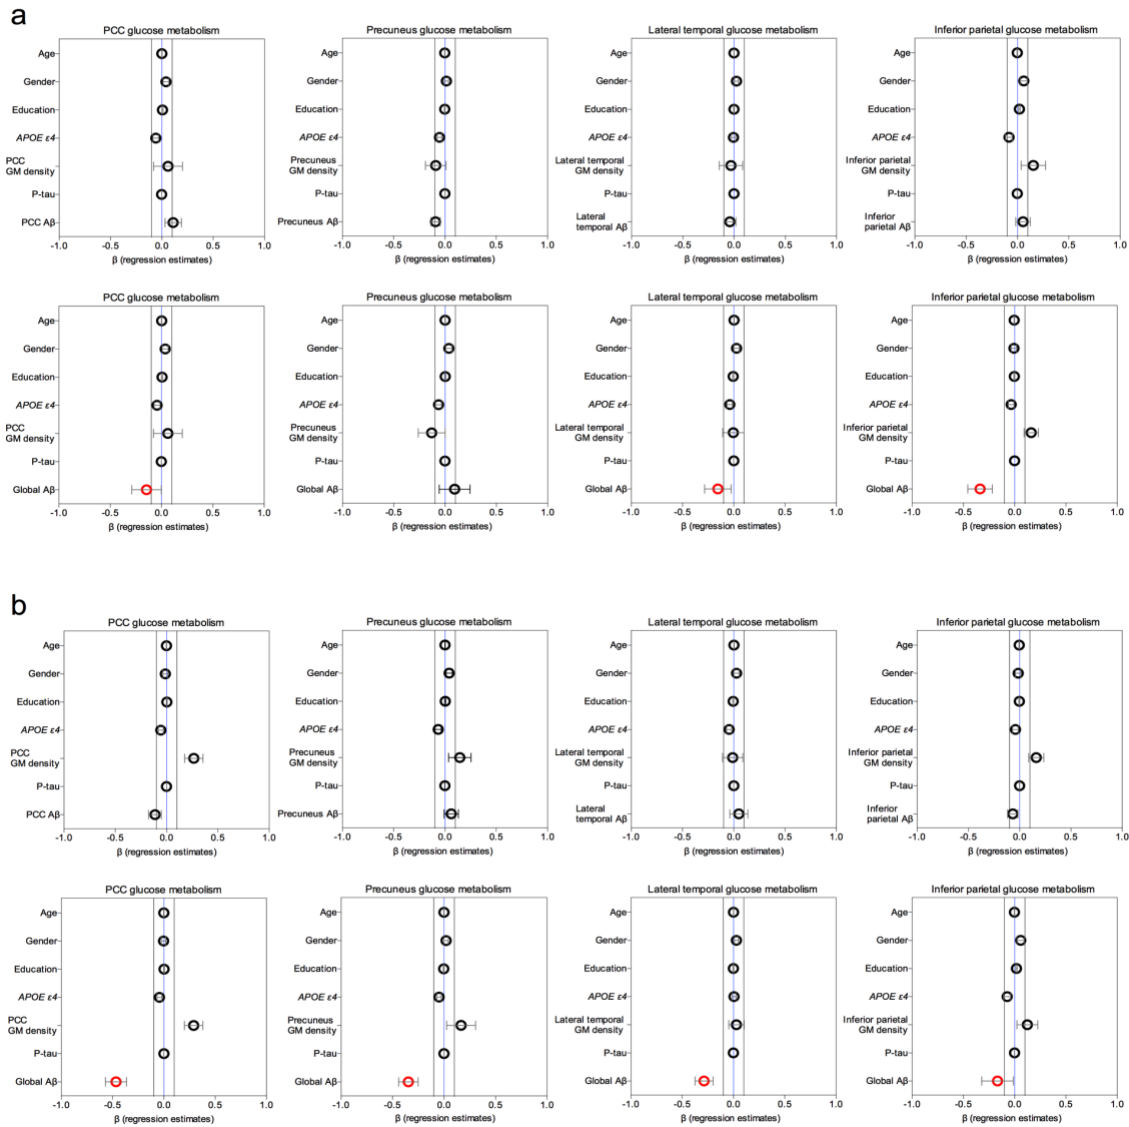 a
PCC glucose metabolism
Age
Gender
Education
APOE ε4
PCC
GM density
P-tau
PCC Aβ
-1.0 -0.5 0.0 0.5 1.0
β (regression estimates)
Precuneus glucose metabolism
Age
Gender
Education
APOE ε4
Precuneus
GM density
P-tau
Precuneus Aβ
-1.0 -0.5 0.0 0.5 1.0
β (regression estimates)
Lateral temporal glucose metabolism
Age
Gender
Education
APOE ε4
Lateral temporal
GM density
P-tau
Lateral
temporal Aβ
-1.0 -0.5 0.0 0.5 1.0
β (regression estimates)
Inferior parietal glucose metabolism
Age
Gender
Education
APOE ε4
Inferior parietal
GM density
P-tau
Inferior
parietal Aβ
-1.0 -0.5 0.0 0.5 1.0
β (regression estimates)
PCC glucose metabolism
Age
Gender
Education
APOE ε4
PCC
GM density
P-tau
Global Aβ
-1.0 -0.5 0.0 0.5 1.0
β (regression estimates)
Precuneus glucose metabolism
Age
Gender
Education
APOE ε4
Precuneus
GM density
P-tau
Global Aβ
-1.0 -0.5 0.0 0.5 1.0
β (regression estimates)
Lateral temporal glucose metabolism
Age
Gender
Education
APOE ε4
Lateral temporal
GM density
P-tau
Global Aβ
-1.0 -0.5 0.0 0.5 1.0
β (regression estimates)
Inferior parietal glucose metabolism
Age
Gender
Education
APOE ε4
Inferior parietal
GM density
P-tau
Global Aβ
-1.0 -0.5 0.0 0.5 1.0
β (regression estimates)
b
PCC glucose metabolism
Age
Gender
Education
APOE ε4
PCC
GM density
P-tau
PCC Aβ
-1.0 -0.5 0.0 0.5 1.0
β (regression estimates)
Precuneus glucose metabolism
Age
Gender
Education
APOE ε4
Precuneus
GM density
P-tau
Precuneus Aβ
-1.0 -0.5 0.0 0.5 1.0
β (regression estimates)
Lateral temporal glucose metabolism
Age
Gender
Education
APOE ε4
Lateral temporal
GM density
P-tau
Lateral
temporal Aβ
-1.0 -0.5 0.0 0.5 1.0
β (regression estimates)
Inferior parietal glucose metabolism
Age
Gender
Education
APOE ε4
Inferior parietal
GM density
P-tau
Inferior
parietal Aβ
-1.0 -0.5 0.0 0.5 1.0
β (regression estimates)
PCC glucose metabolism
Age
Gender
Education
APOE ε4
PCC
GM density
P-tau
Global Aβ
-1.0 -0.5 0.0 0.5 1.0
β (regression estimates)
Precuneus glucose metabolism
Age
Gender
Education
APOE ε4
Precuneus
GM density
P-tau
Global Aβ
-1.0 -0.5 0.0 0.5 1.0
β (regression estimates)
Lateral temporal glucose metabolism
Age
Gender
Education
APOE ε4
Lateral temporal
GM density
P-tau
Global Aβ
-1.0 -0.5 0.0 0.5 1.0
β (regression estimates)
Inferior parietal glucose metabolism
Age
Gender
Education
APOE ε4
Inferior parietal
GM density
P-tau
Global Aβ
-1.0 -0.5 0.0 0.5 1.0
β (regression estimates)